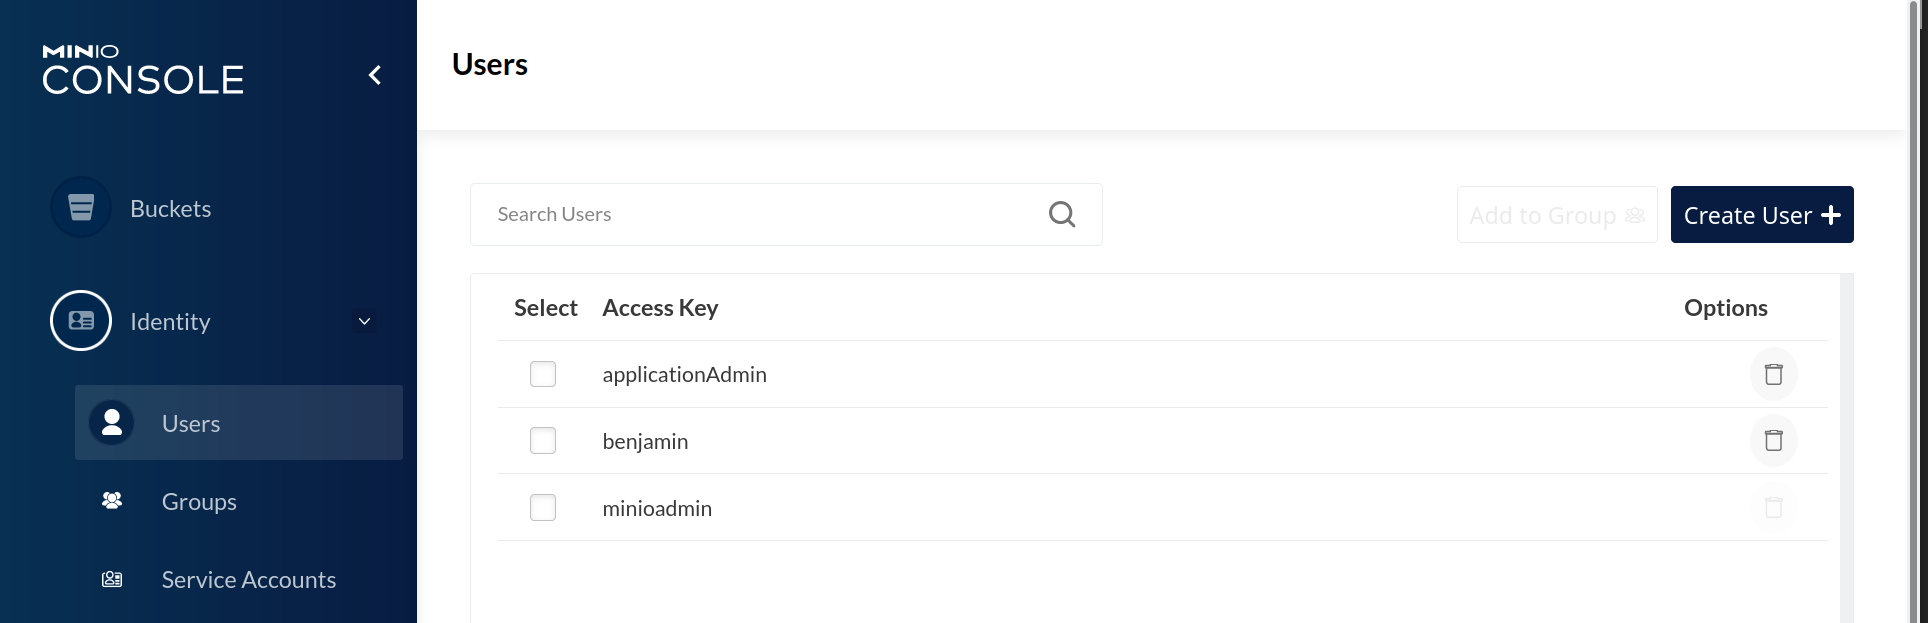 MINIO
CONSOLE
Buckets
Identity
Users
Groups
Service Accounts
Users
Search Users
Add to Group
Create User
Select Access Key Options
applicationAdmin
benjamin
minioadmin